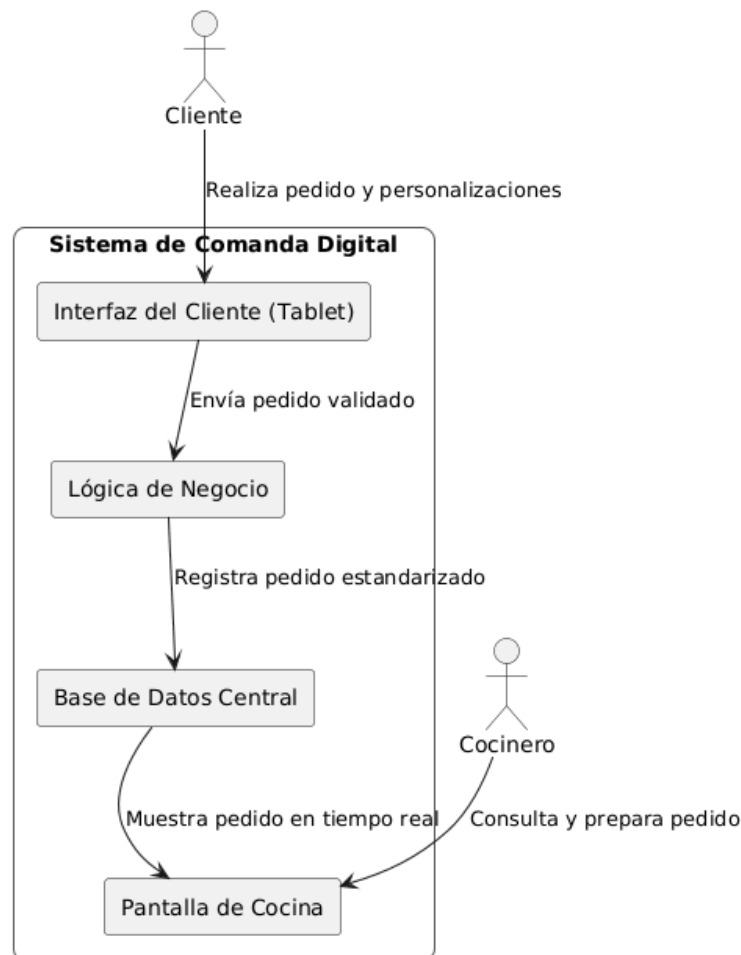 Cliente
Realiza pedido y personalizaciones
Sistema de Comanda Digital
Interfaz del Cliente (Tablet)
Envía pedido validado
Lógica de Negocio
Registra pedido estandarizado
Base de Datos Central
Cocinero
Muestra pedido en tiempo real
Consulta y prepara pedido
Pantalla de Cocina